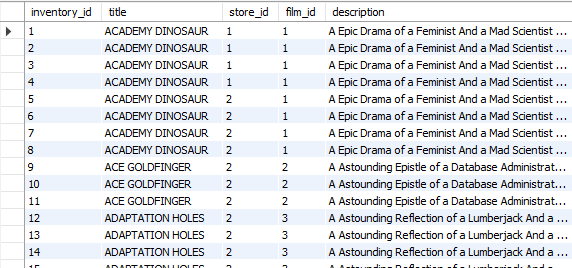 inventory_id title store_id film_id description
1 ACADEMY DINOSAUR 1 1 A Epic Drama of a Feminist And a Mad Scientist ...
2 ACADEMY DINOSAUR 1 1 A Epic Drama of a Feminist And a Mad Scientist ...
3 ACADEMY DINOSAUR 1 1 A Epic Drama of a Feminist And a Mad Scientist ...
4 ACADEMY DINOSAUR 1 1 A Epic Drama of a Feminist And a Mad Scientist ...
5 ACADEMY DINOSAUR 2 1 A Epic Drama of a Feminist And a Mad Scientist ...
6 ACADEMY DINOSAUR 2 1 A Epic Drama of a Feminist And a Mad Scientist ...
7 ACADEMY DINOSAUR 2 1 A Epic Drama of a Feminist And a Mad Scientist ...
8 ACADEMY DINOSAUR 2 1 A Epic Drama of a Feminist And a Mad Scientist ...
9 ACE GOLDFINGER 2 2 A Astounding Epistle of a Database Administrat...
10 ACE GOLDFINGER 2 2 A Astounding Epistle of a Database Administrat...
11 ACE GOLDFINGER 2 2 A Astounding Epistle of a Database Administrat...
12 ADAPTATION HOLES 2 3 A Astounding Reflection of a Lumberjack And a ...
13 ADAPTATION HOLES 2 3 A Astounding Reflection of a Lumberjack And a ...
14 ADAPTATION HOLES 2 3 A Astounding Reflection of a Lumberjack And a ...